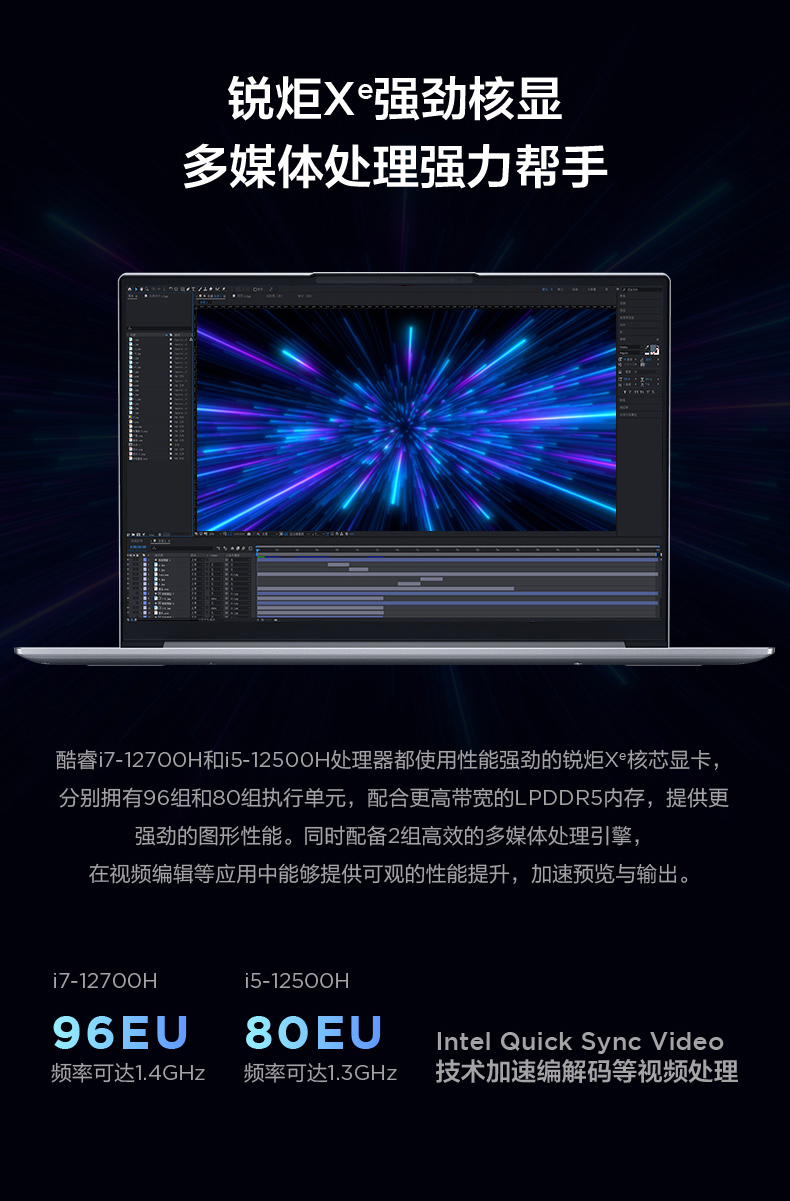 锐炬Xᵉ强劲核显
多媒体处理强力帮手
酷睿i7-12700H和i5-12500H处理器都使用性能强劲的锐炬Xᵉ核芯显卡，
分别拥有96组和80组执行单元，配合更高带宽的LPDDR5内存，提供更
强劲的图形性能。同时配备2组高效的多媒体处理引擎，
在视频编辑等应用中能够提供可观的性能提升，加速预览与输出。
i7-12700H
96EU
频率可达1.4GHz
i5-12500H
80EU
频率可达1.3GHz
Intel Quick Sync Video
技术加速编解码等视频处理